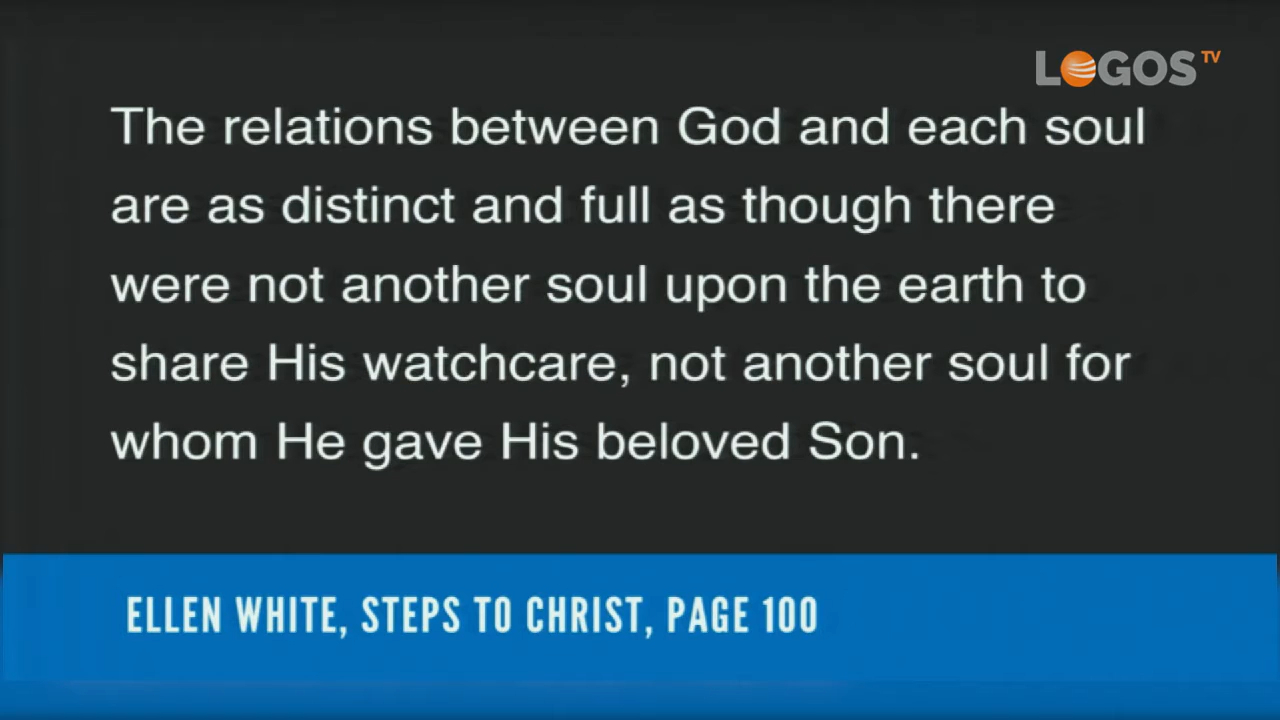 LOGOS TV
The relations between God and each soul
are as distinct and full as though there
were not another soul upon the earth to
share His watchcare, not another soul for
whom He gave His beloved Son.
ELLEN WHITE, STEPS TO CHRIST, PAGE 100